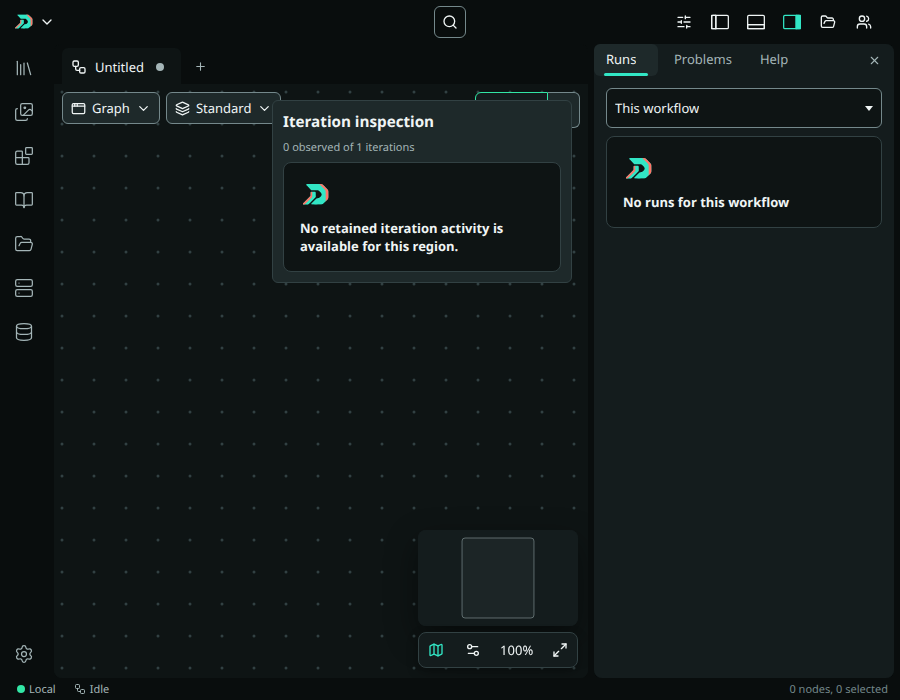 Untitled
Runs
Problems
Help
Graph
Standard
Iteration inspection
0 observed of 1 iterations
No retained iteration activity is
available for this region.
This workflow
No runs for this workflow
100%
Local
Idle
0 nodes, 0 selected